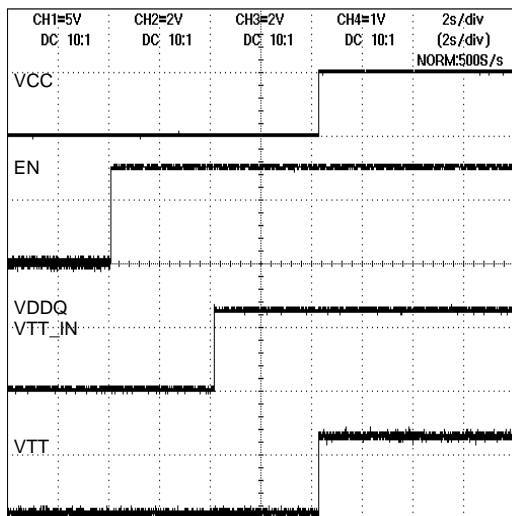 CH1=5V CH2=2V CH3=2V CH4=1V 2s/div
DC 10:1 DC 10:1 DC 10:1 DC 10:1 (2s/div)
NORM:500S/s
VCC
EN
VDDQ
VTT_IN
VTT